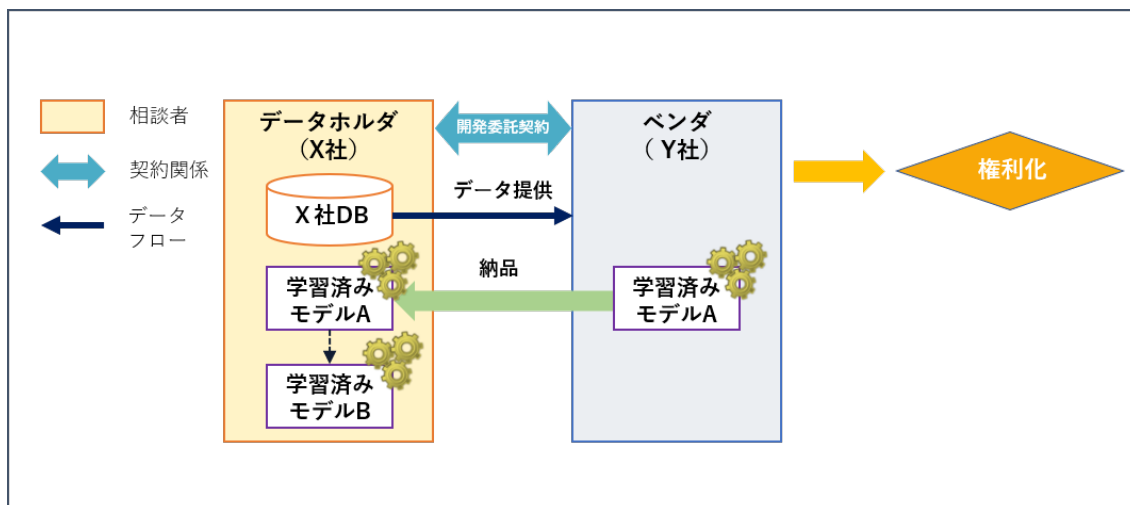 相談者
契約関係
データ
フロー
データホルダ
（X社）
開発委託契約
ベンダ
（ Y社）
権利化
X 社DB
データ提供
納品
学習済み
モデルA
学習済み
モデルA
学習済み
モデルB